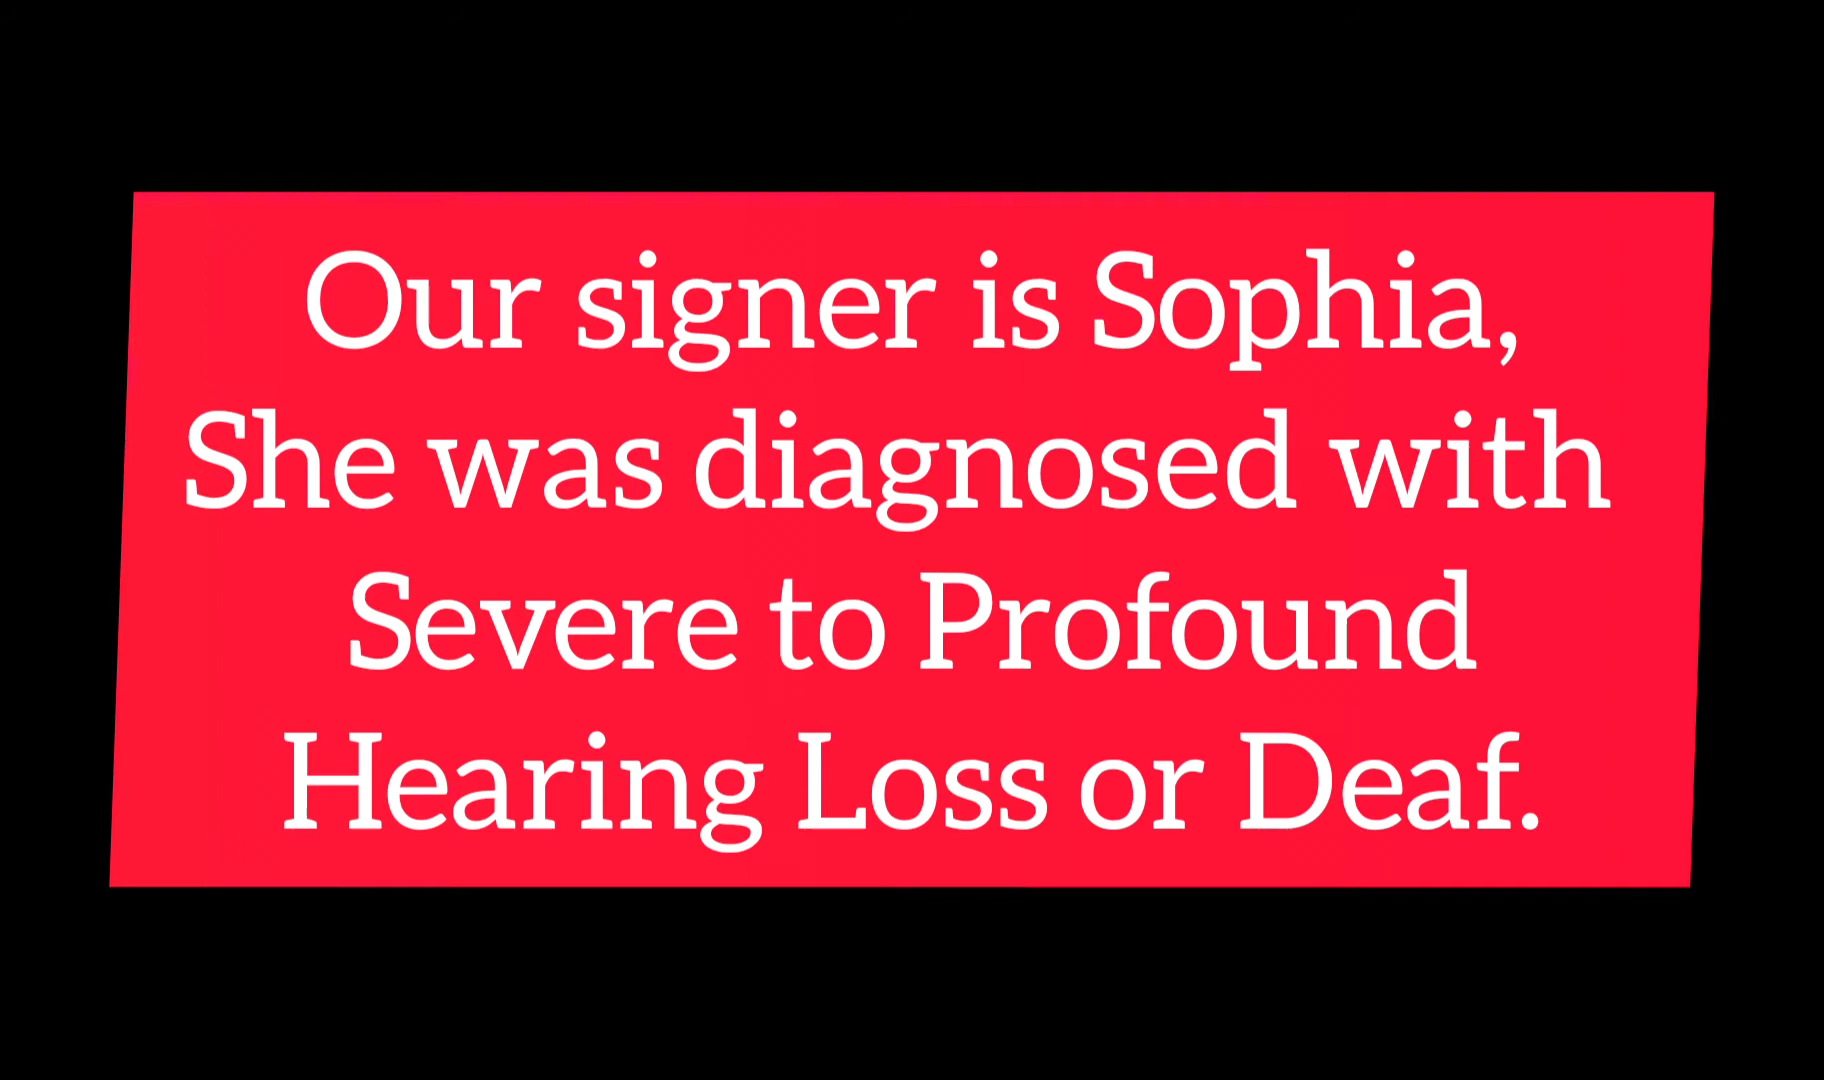 Our signer is Sophia,
She was diagnosed with
Severe to Profound
Hearing Loss or Deaf.